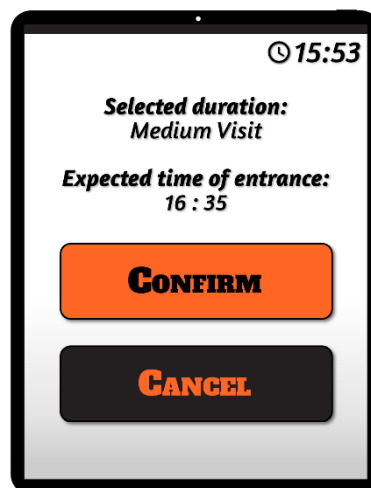 15:53
Selected duration:
Medium Visit
Expected time of entrance:
16 : 35
Confirm
Cancel